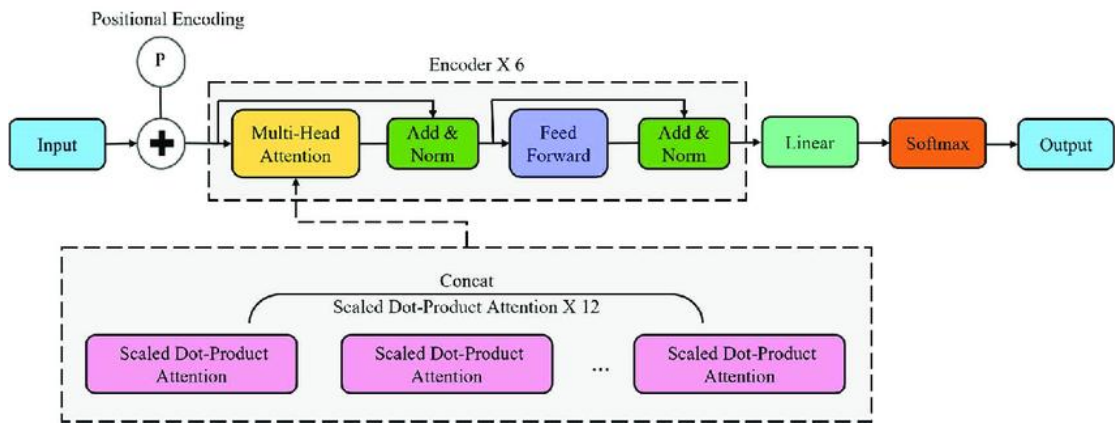 Positional Encoding
P
Encoder X 6
Input
Multi-Head
Attention
Add &
Norm
Feed
Forward
Add &
Norm
Linear
Softmax
Output
Concat
Scaled Dot-Product Attention X 12
Scaled Dot-Product
Attention
Scaled Dot-Product
Attention
...
Scaled Dot-Product
Attention